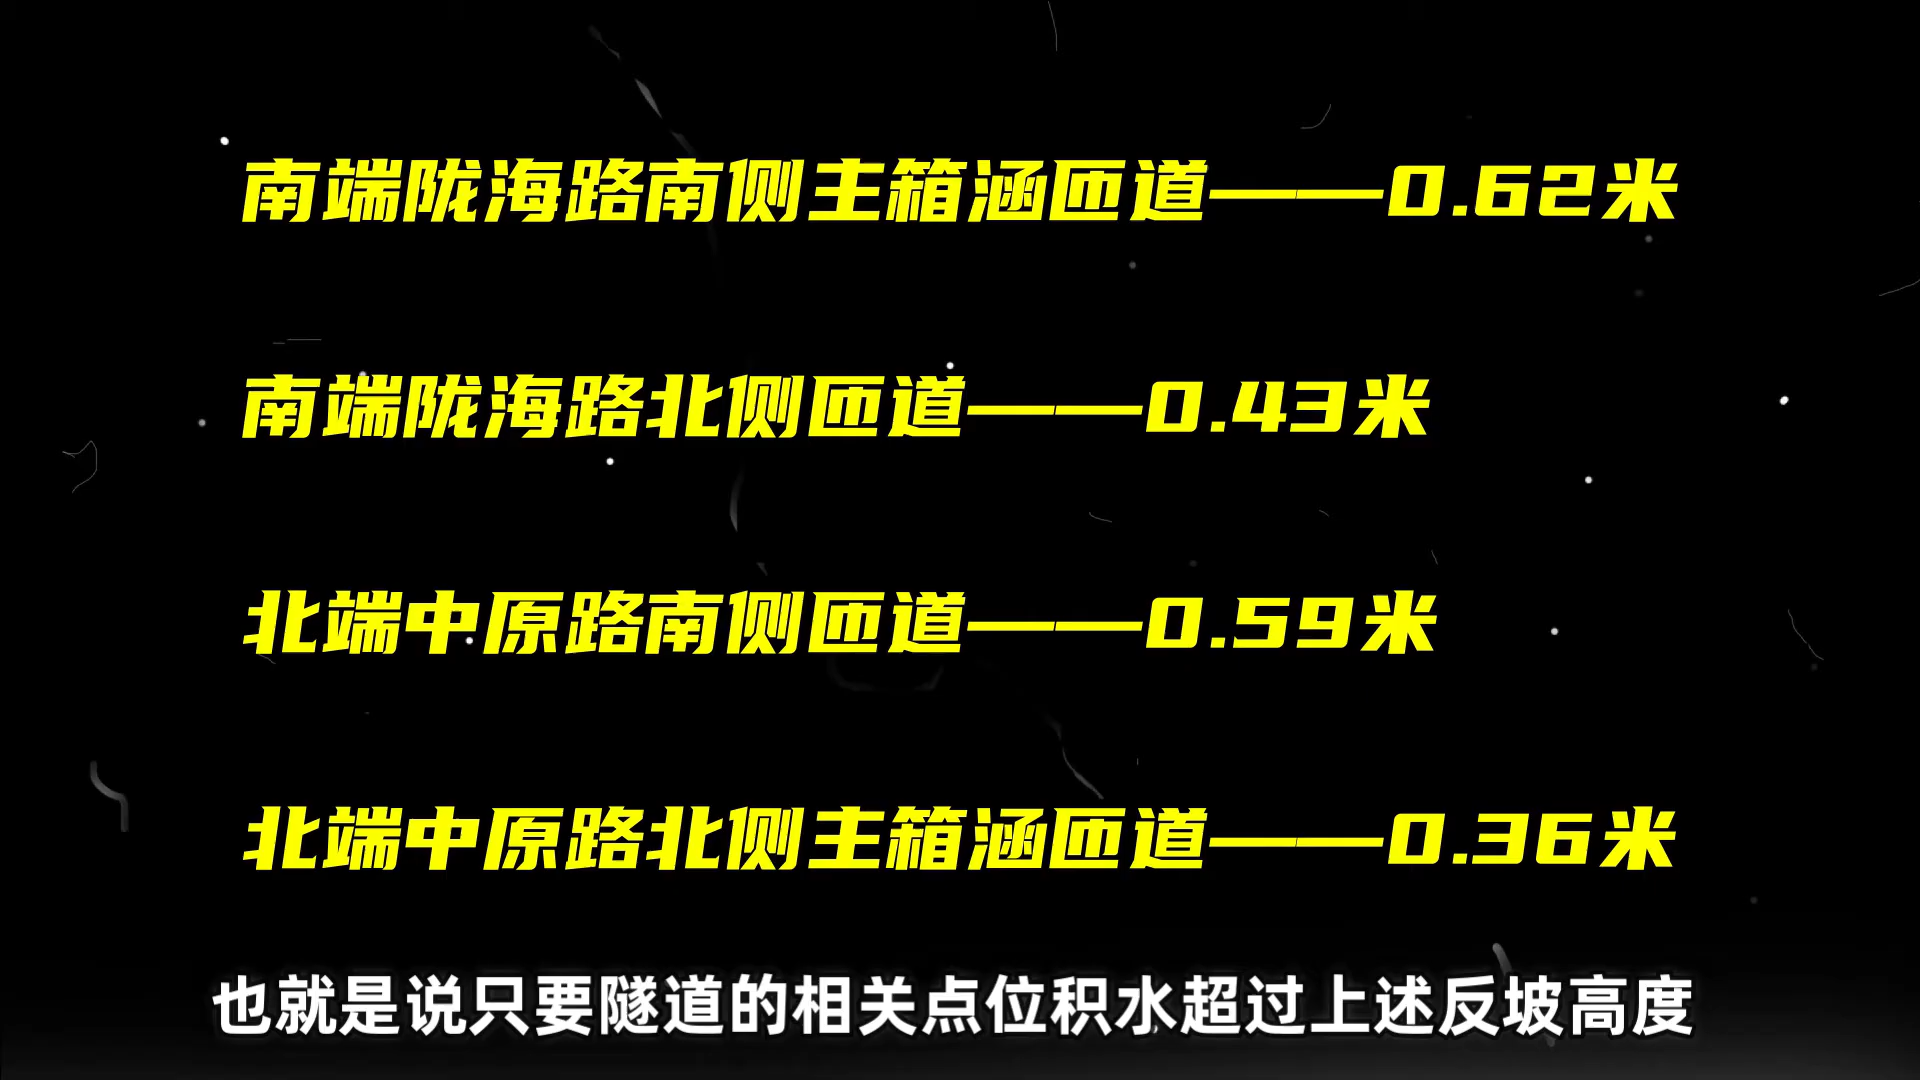 南端陇海路南侧主箱涵匝道——0.62米
南端陇海路北侧匝道——0.43米
北端中原路南侧匝道——0.59米
北端中原路北侧主箱涵匝道——0.36米
也就是说只要隧道的相关点位积水超过上述反坡高度